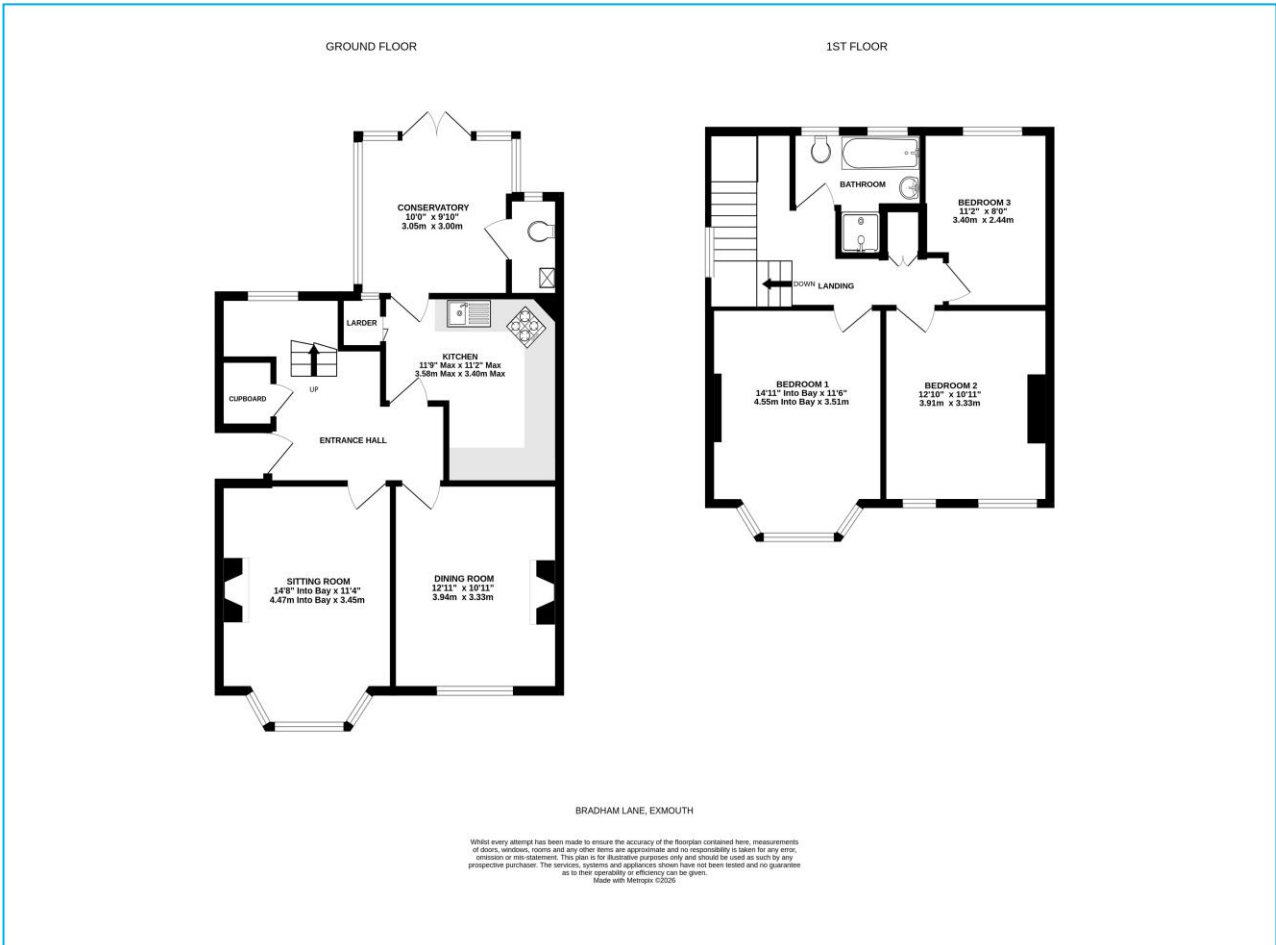 GROUND FLOOR
CONSERVATORY
10'0" x 9'10"
3.05m x 3.00m
LARDER
KITCHEN
11'9" Max x 11'2" Max
3.58m Max x 3.40m Max
UP
CUPBOARD
ENTRANCE HALL
SITTING ROOM
14'8" Into Bay x 11'4"
4.47m Into Bay x 3.45m
DINING ROOM
12'11" x 10'11"
3.94m x 3.33m
1ST FLOOR
BATHROOM
BEDROOM 3
11'2" x 8'0"
3.40m x 2.44m
DOWN
LANDING
BEDROOM 1
14'11" Into Bay x 11'6"
4.55m Into Bay x 3.51m
BEDROOM 2
12'10" x 10'11"
3.91m x 3.33m
BRADHAM LANE, EXMOUTH
Whilst every attempt has been made to ensure the accuracy of the floorplan contained here, measurements
of doors, windows, rooms and any other items are approximate and no responsibility is taken for any error,
omission or mis-statement. This plan is for illustrative purposes only and should be used as such by any
prospective purchaser. The services, systems and appliances shown have not been tested and no guarantee
as to their operability or efficiency can be given.
Made with Metropix ©2026